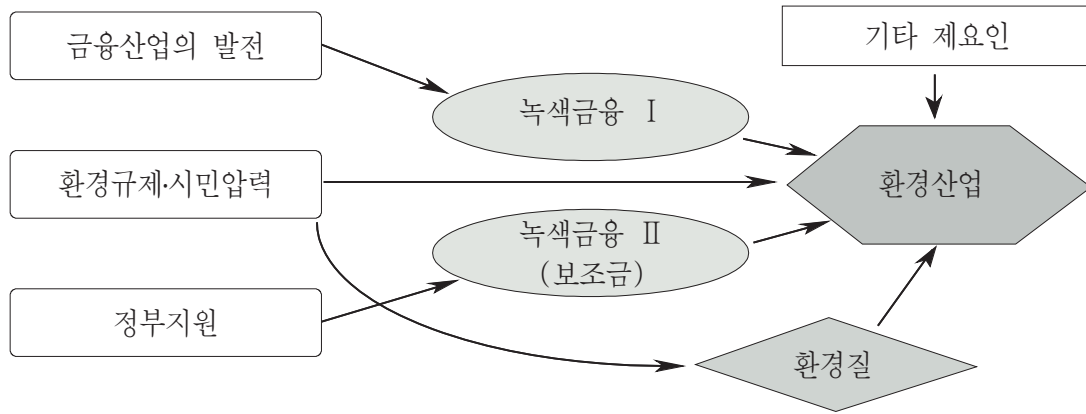 금융산업의 발전
기타 제요인
녹색금융 Ⅰ
환경규제·시민압력
환경산업
녹색금융 Ⅱ
(보조금)
정부지원
환경질